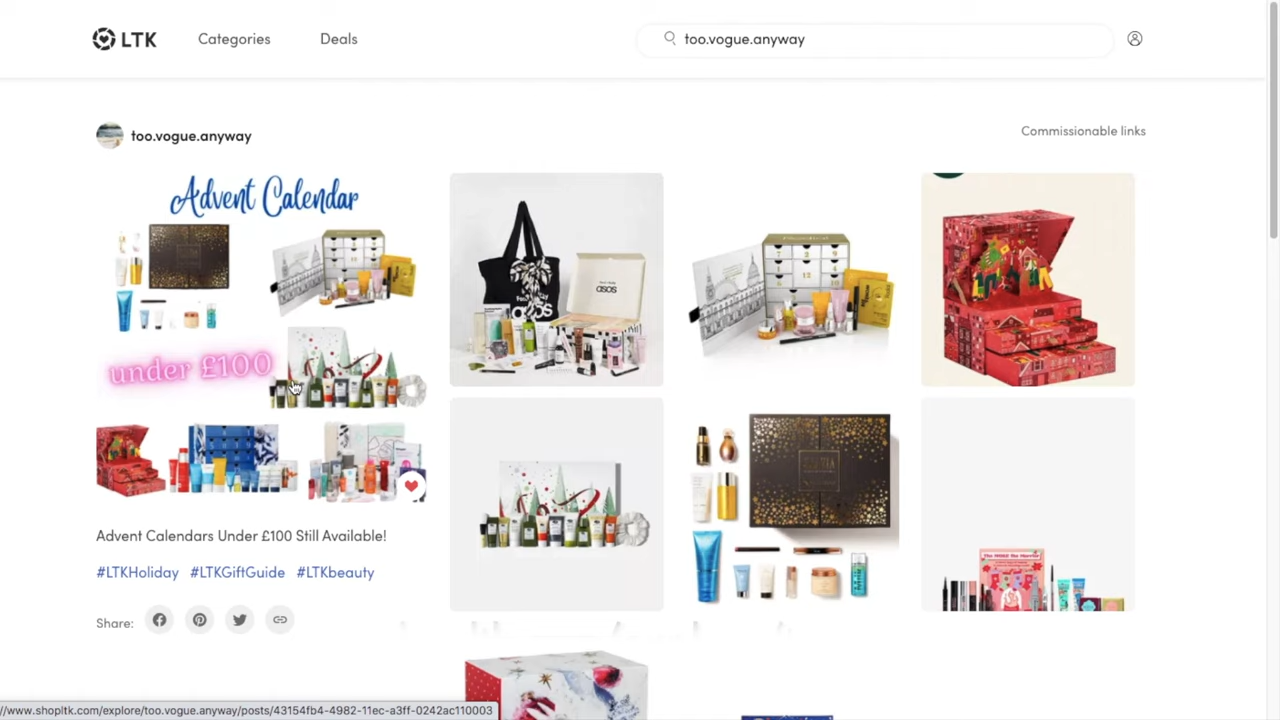 LTK
Categories
Deals
too.vogue.anyway
too.vogue.anyway
Commissionable links
Advent Calendar
under £100
asos
asos
Advent Calendars Under £100 Still Available!
#LTKHoliday #LTKGiftGuide #LTKbeauty
Share:
//www.shopltk.com/explore/too.vogue.anyway/posts/43154fb4-4982-11ec-a3ff-0242ac110003